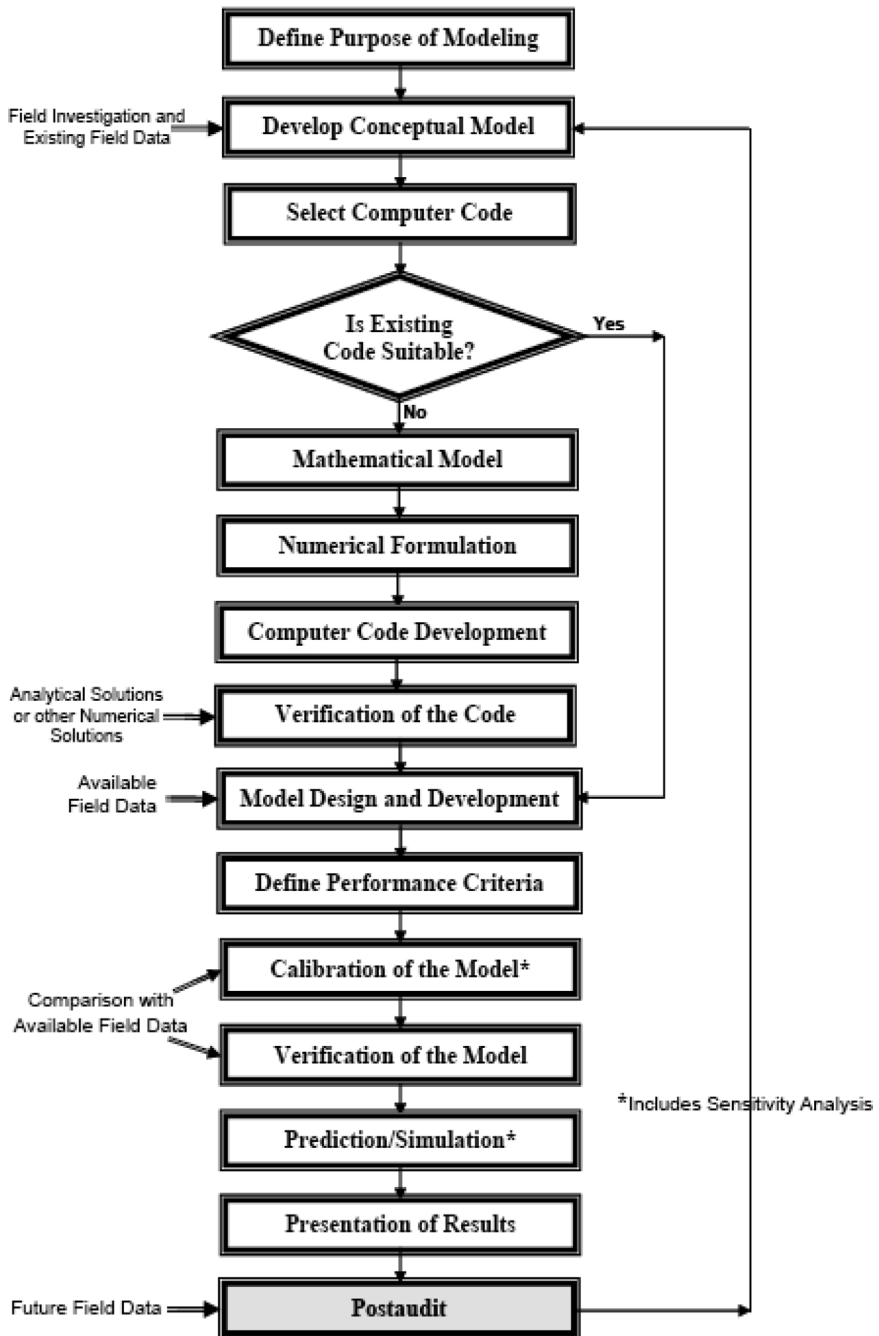 Define Purpose of Modeling
Field Investigation and
Existing Field Data
Develop Conceptual Model
Select Computer Code
Is Existing
Code Suitable?
Yes
No
Mathematical Model
Numerical Formulation
Computer Code Development
Analytical Solutions
or other Numerical
Solutions
Verification of the Code
Available
Field Data
Model Design and Development
Define Performance Criteria
Calibration of the Model*
Comparison with
Available Field Data
Verification of the Model
*Includes Sensitivity Analysis
Prediction/Simulation*
Presentation of Results
Future Field Data
Postaudit